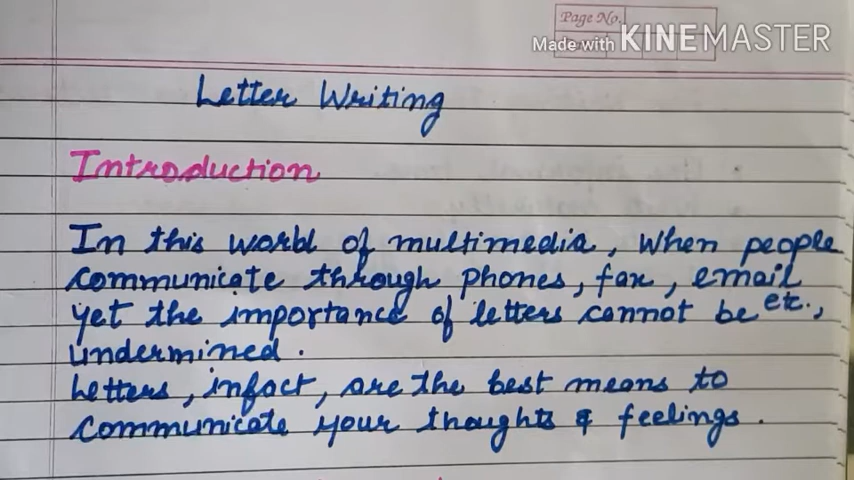 Page No.
Made with KINEMASTER
Letter Writing
Introduction
In this world of multimedia, when people
communicate through phones, fax, email etc.,
yet the importance of letters cannot be
undermined.
Letters, infact, are the best means to
communicate your thoughts & feelings.